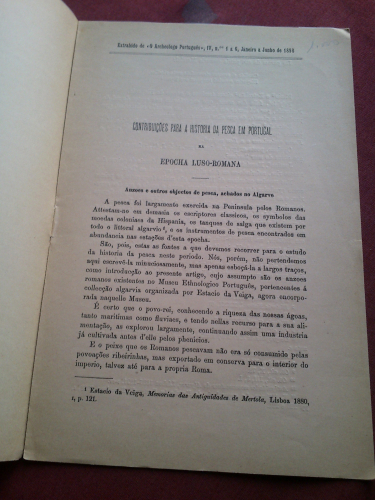 Extrahido de «O Archeologo Português», IV, n.ᵒˢ 1 a 6, Janeiro a Junho de 1898
CONTRIBUIÇÕES PARA A HISTORIA DA PESCA EM PORTUGAL
NA
EPOCHA LUSO-ROMANA
Anzoes e outros objectos de pesca, achados no Algarve
A pesca foi largamente exercida na Peninsula pelos Romanos.
Attestam-no em demasia os escriptores classicos, os symbolos das
moedas coloniaes da Hispania, os tanques de salga que existem por
todo o littoral algarvio¹, e os instrumentos de pesca encontrados em
abundancia nas estações d'esta epocha.
São, pois, estas as fontes a que devemos recorrer para o estudo
da historia da pesca neste periodo. Nós, porém, não pretendemos
aqui escrevê-la minuciosamente, mas apenas esboçá-la a largos traços,
como introducção ao presente artigo, cujo assumpto são os anzoes
romanos existentes no Museu Ethnologico Português, pertencentes á
collecção algarvia organizada por Estacio da Veiga, agora encorpo-
rada naquelle Museu.
É certo que o povo-rei, conhecendo a riqueza das nossas águas,
tanto maritimas como fluviaes, e tendo nellas recurso para a sua ali-
mentação, as explorou largamente, continuando assim uma industria
já cultivada antes d'elle pelos phenicios.
E o peixe que os Romanos pescavam não era só consumido pelas
povoações ribeirinhas, mas exportado em conserva para o interior do
imperio, talvez até para a propria Roma.
¹ Estacio da Veiga, Memorias das Antiguidades de Mertola, Lisboa 1880,
p. 121.